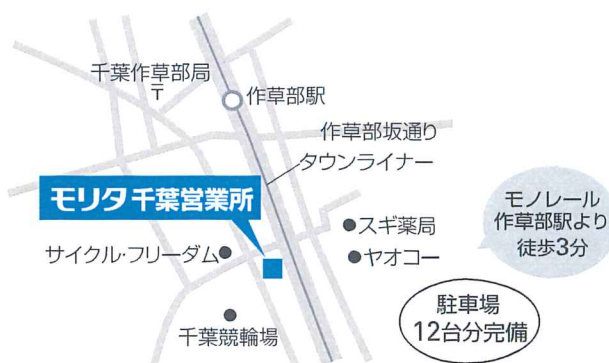 千葉作草部局
〒
作草部駅
作草部坂通り
タウンライナー
モリタ千葉営業所
モノレール
作草部駅より
徒歩3分
スギ薬局
サイクル・フリーダム
ヤオコー
駐車場
12台分完備
千葉競輪場